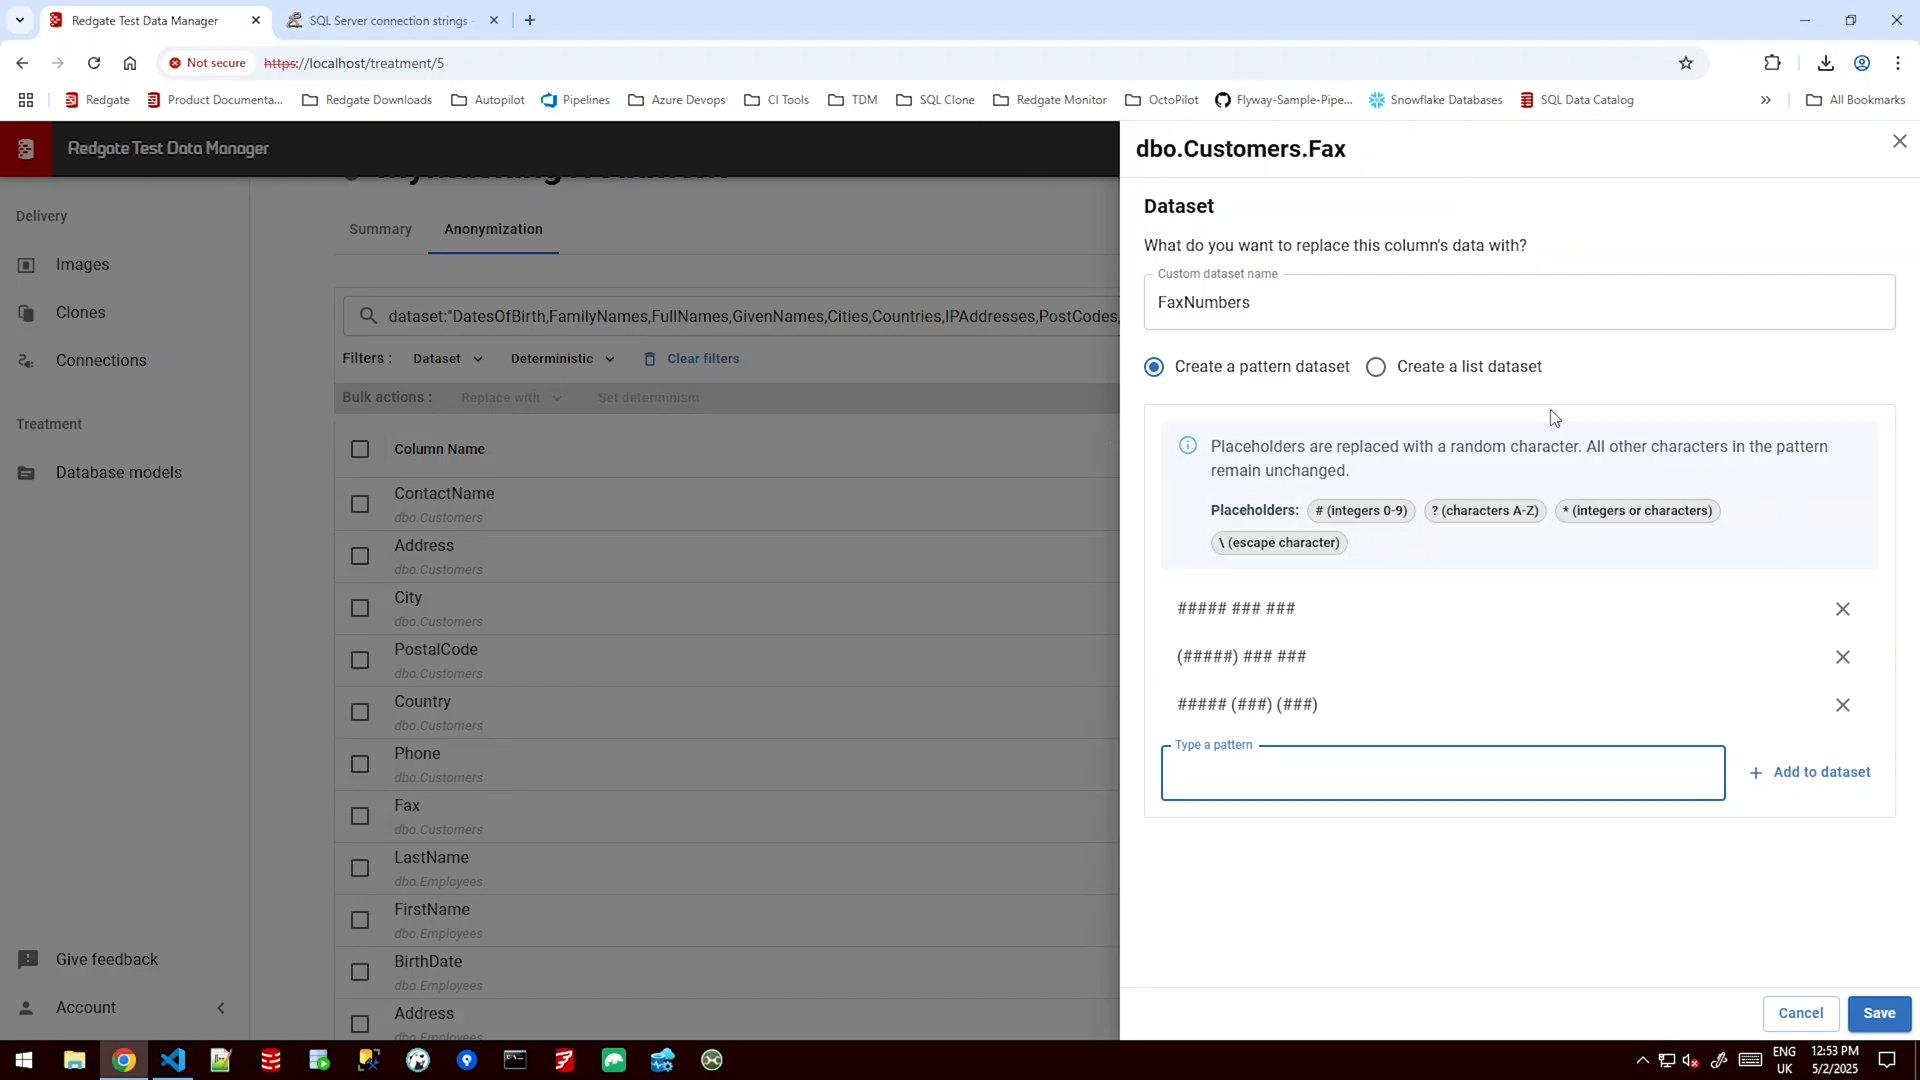 Redgate Test Data Manager
SQL Server connection strings
Not secure
https://localhost/treatment/5
Redgate
Product Documenta...
Redgate Downloads
Autopilot
Pipelines
Azure Devops
CI Tools
TDM
SQL Clone
Redgate Monitor
OctoPilot
Flyway-Sample-Pipe...
Snowflake Databases
SQL Data Catalog
All Bookmarks
Redgate Test Data Manager
Delivery
Images
Clones
Connections
Treatment
Database models
Give feedback
Account
Summary
Anonymization
dataset:"DatesOfBirth,FamilyNames,FullNames,GivenNames,Cities,Countries,IPAddresses,PostCodes,
Filters :
Dataset
Deterministic
Clear filters
Bulk actions :
Replace with
Set determinism
Column Name
ContactName
dbo.Customers
Address
dbo.Customers
City
dbo.Customers
PostalCode
dbo.Customers
Country
dbo.Customers
Phone
dbo.Customers
Fax
dbo.Customers
LastName
dbo.Employees
FirstName
dbo.Employees
BirthDate
dbo.Employees
Address
dbo.Employees
dbo.Customers.Fax
Dataset
What do you want to replace this column's data with?
Custom dataset name
FaxNumbers
Create a pattern dataset
Create a list dataset
Placeholders are replaced with a random character. All other characters in the pattern
remain unchanged.
Placeholders: # (integers 0-9) ? (characters A-Z) * (integers or characters)
\ (escape character)
##### ### ###
(#####) ### ###
##### (###) (###)
Type a pattern
+ Add to dataset
Cancel
Save
ENG
UK
12:53 PM
5/2/2025